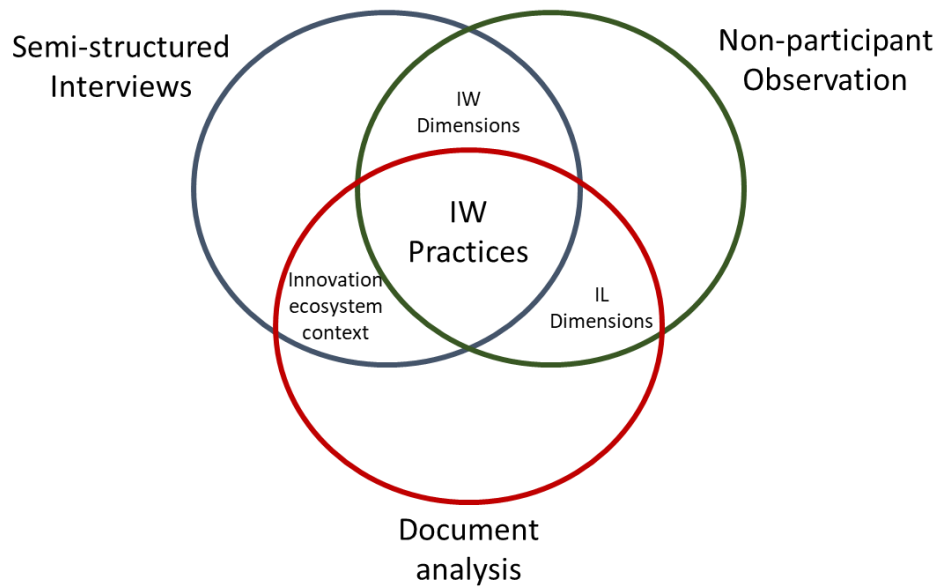 Semi-structured
Interviews
Non-participant
Observation
IW
Dimensions
IW
Practices
Innovation
ecosystem
context
IL
Dimensions
Document
analysis